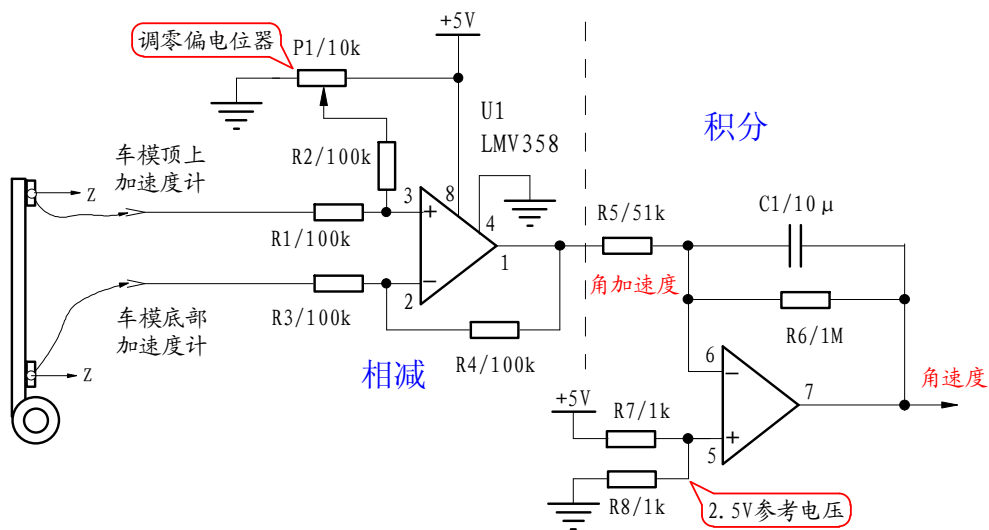 +5V
调零偏电位器
P1/10k
U1
LMV358
积分
R2/100k
车模顶上
加速度计
Z
3
8
+
4
R1/100k
1
R5/51k
C1/10μ
−
2
角加速度
R3/100k
车模底部
加速度计
Z
R4/100k
相减
R6/1M
6
−
7
角速度
+5V
R7/1k
+
5
R8/1k
2.5V参考电压